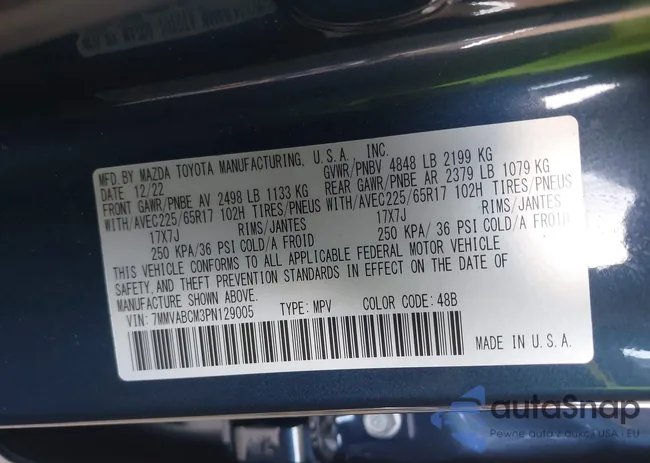 MFD BY MAZDA TOYOTA MANUFACTURING, U.S.A. INC.
DATE 12/22 GVWR/PNBV 4848 LB 2199 KG
FRONT GAWR/PNBE AV 2498 LB 1133 KG REAR GAWR/PNBE AR 2379 LB 1079 KG
WITH/AVEC225/65R17 102H TIRES/PNEUS WITH/AVEC225/65R17 102H TIRES/PNEUS
17X7J RIMS/JANTES 17X7J RIMS/JANTES
250 KPA/36 PSI COLD/A FROID 250 KPA/ 36 PSI COLD/A FROID
THIS VEHICLE CONFORMS TO ALL APPLICABLE FEDERAL MOTOR VEHICLE
SAFETY, AND THEFT PREVENTION STANDARDS IN EFFECT ON THE DATE OF
MANUFACTURE SHOWN ABOVE.
VIN: 7MMVABCM3PN129005 TYPE: MPV COLOR CODE: 48B
MADE IN U.S.A.
autoSnap
Pewne auta z aukcji USA i EU